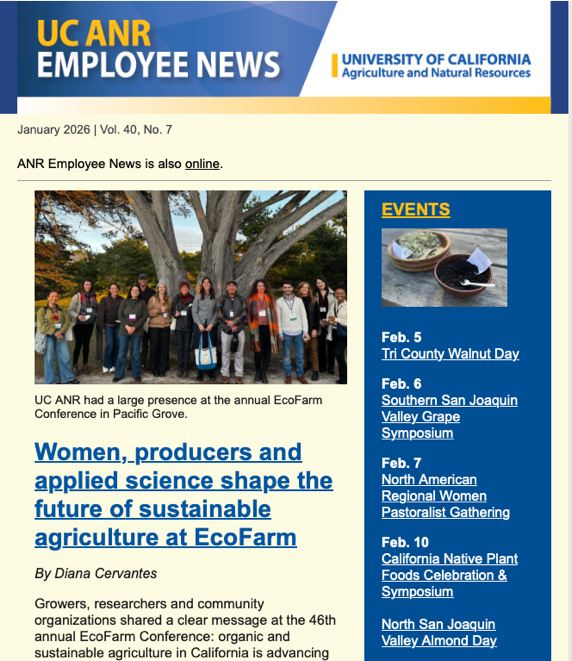 UC ANR
EMPLOYEE NEWS
UNIVERSITY OF CALIFORNIA
Agriculture and Natural Resources
January 2026 | Vol. 40, No. 7
ANR Employee News is also online.
UC ANR had a large presence at the annual EcoFarm
Conference in Pacific Grove.
Women, producers and
applied science shape the
future of sustainable
agriculture at EcoFarm
By Diana Cervantes
Growers, researchers and community
organizations shared a clear message at the 46th
annual EcoFarm Conference: organic and
sustainable agriculture in California is advancing
EVENTS
Feb. 5
Tri County Walnut Day
Feb. 6
Southern San Joaquin
Valley Grape
Symposium
Feb. 7
North American
Regional Women
Pastoralist Gathering
Feb. 10
California Native Plant
Foods Celebration &
Symposium
North San Joaquin
Valley Almond Day